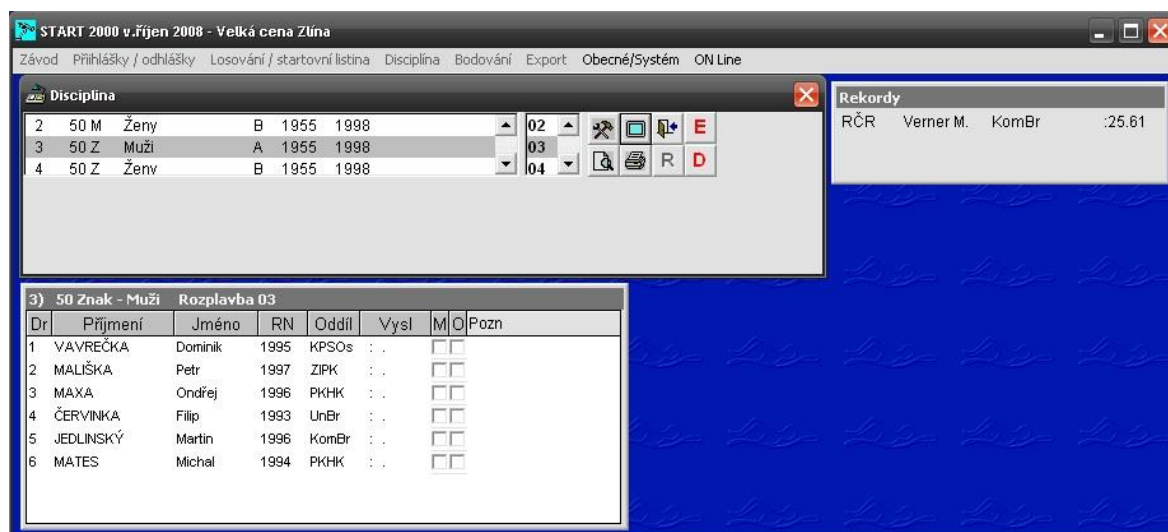 START 2000 v.říjen 2008 - Velká cena Zlína
Závod Přiihlášky / odhlášky Losování / startovní listina Disciplína Bodování Export Obecné/Systém ON Line
Disciplina
2 50 M Ženy B 1955 1998
3 50 Z Muži A 1955 1998
4 50 Z Ženy B 1955 1998
02
03
04
E
R D
Rekordy
RČR Verner M. KomBr :25.61
3) 50 Znak - Muži Rozplavba 03
Dr Příjmení Jméno RN Oddíl Vysl M O Pozn
1 VAVREČKA Dominik 1995 KPSOs : .
2 MALIŠKA Petr 1997 ZlPK : .
3 MAXA Ondřej 1996 PKHK : .
4 ČERVINKA Filip 1993 UnBr : .
5 JEDLINSKÝ Martin 1996 KomBr : .
6 MATES Michal 1994 PKHK : .